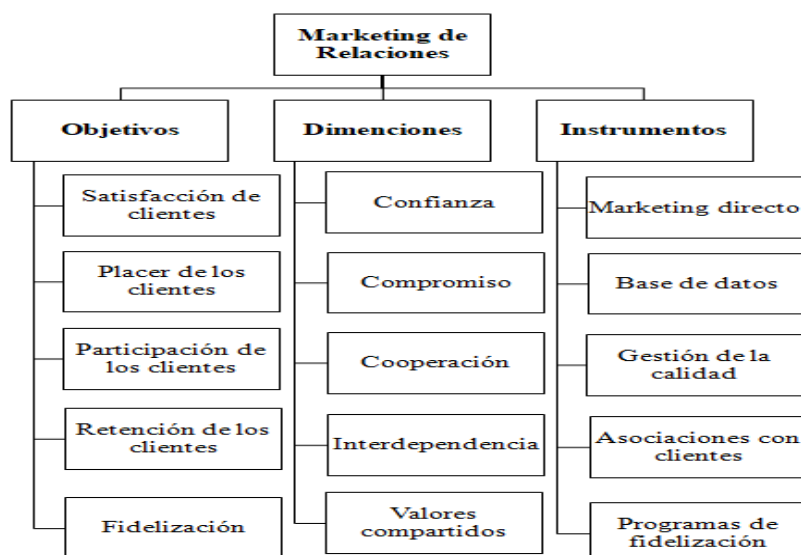 Marketing de
Relaciones
Objetivos
Dimenciones
Instrumentos
Satisfacción de
clientes
Placer de los
clientes
Participación de
los clientes
Retención de los
clientes
Fidelización
Confianza
Compromiso
Cooperación
Interdependencia
Valores
compartidos
Marketing directo
Base de datos
Gestión de la
calidad
Asociaciones con
clientes
Programas de
fidelización